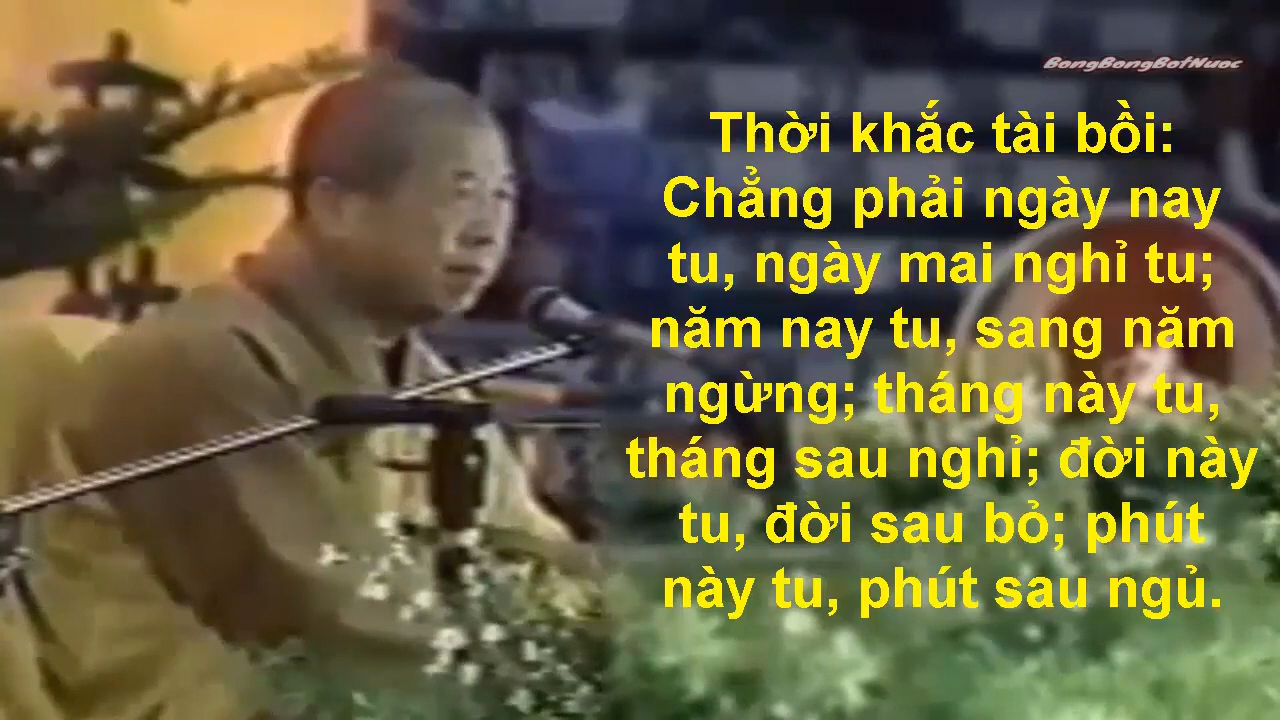 BongBongBotNuoc
Thời khắc tài bồi:
Chẳng phải ngày nay
tu, ngày mai nghỉ tu;
năm nay tu, sang năm
ngừng; tháng này tu,
tháng sau nghỉ; đời này
tu, đời sau bỏ; phút
này tu, phút sau ngủ.